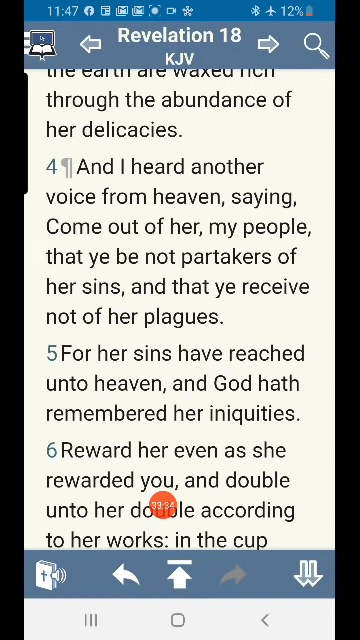 11:47
12%
Revelation 18
KJV
the earth are waxed rich
through the abundance of
her delicacies.
4 ¶ And I heard another
voice from heaven, saying,
Come out of her, my people,
that ye be not partakers of
her sins, and that ye receive
not of her plagues.
5 For her sins have reached
unto heaven, and God hath
remembered her iniquities.
6 Reward her even as she
rewarded you, and double
unto her double according
to her works: in the cup